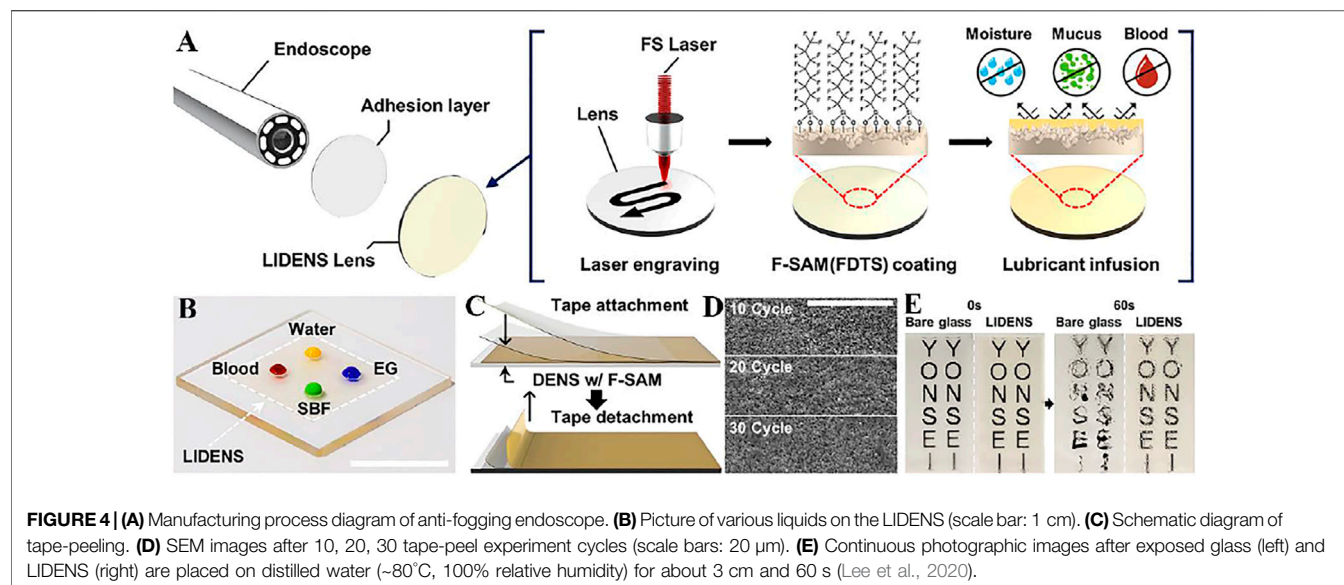 A
Endoscope
Adhesion layer
LIDENS Lens
FS Laser
Lens
Laser engraving
F-SAM(FDTS) coating
Moisture Mucus Blood
Lubricant infusion
B
Water
Blood
EG
SBF
LIDENS
C
Tape attachment
DENS w/ F-SAM
Tape detachment
D
10 Cycle
20 Cycle
30 Cycle
E
0s
60s
Bare glass LIDENS
Bare glass LIDENS
Y Y Y Y Y Y Y Y
O O O O O O O O
N N N N N N N N
S S S S S S S S
E E E E E E E E
I I I I I I
FIGURE 4 | (A) Manufacturing process diagram of anti-fogging endoscope. (B) Picture of various liquids on the LIDENS (scale bar: 1 cm). (C) Schematic diagram of
tape-peeling. (D) SEM images after 10, 20, 30 tape-peel experiment cycles (scale bars: 20 μm). (E) Continuous photographic images after exposed glass (left) and
LIDENS (right) are placed on distilled water (~80°C, 100% relative humidity) for about 3 cm and 60 s (Lee et al., 2020).